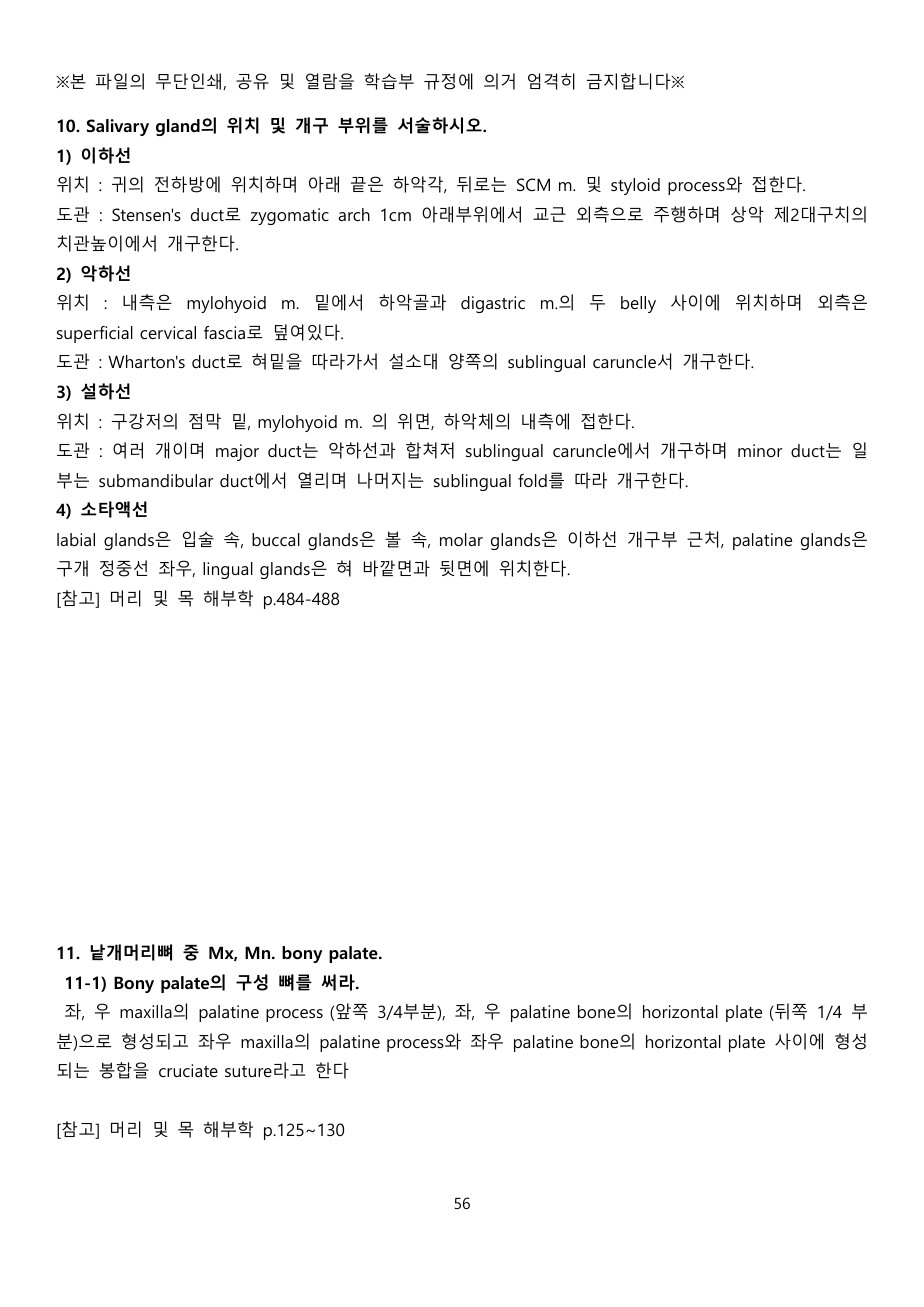 ※본 파일의 무단인쇄, 공유 및 열람을 학습부 규정에 의거 엄격히 금지합니다※
10. Salivary gland의 위치 및 개구 부위를 서술하시오.
1) 이하선
위치 : 귀의 전하방에 위치하며 아래 끝은 하악각, 뒤로는 SCM m. 및 styloid process와 접한다.
도관 : Stensen's duct로 zygomatic arch 1cm 아래부위에서 교근 외측으로 주행하며 상악 제2대구치의
치관높이에서 개구한다.
2) 악하선
위치 : 내측은 mylohyoid m. 밑에서 하악골과 digastric m.의 두 belly 사이에 위치하며 외측은
superficial cervical fascia로 덮여있다.
도관 : Wharton's duct로 혀밑을 따라가서 설소대 양쪽의 sublingual caruncle서 개구한다.
3) 설하선
위치 : 구강저의 점막 밑, mylohyoid m. 의 위면, 하악체의 내측에 접한다.
도관 : 여러 개이며 major duct는 악하선과 합쳐저 sublingual caruncle에서 개구하며 minor duct는 일
부는 submandibular duct에서 열리며 나머지는 sublingual fold를 따라 개구한다.
4) 소타액선
labial glands은 입술 속, buccal glands은 볼 속, molar glands은 이하선 개구부 근처, palatine glands은
구개 정중선 좌우, lingual glands은 혀 바깥면과 뒷면에 위치한다.
[참고] 머리 및 목 해부학 p.484-488
11. 낱개머리뼈 중 Mx, Mn. bony palate.
11-1) Bony palate의 구성 뼈를 써라.
좌, 우 maxilla의 palatine process (앞쪽 3/4부분), 좌, 우 palatine bone의 horizontal plate (뒤쪽 1/4 부
분)으로 형성되고 좌우 maxilla의 palatine process와 좌우 palatine bone의 horizontal plate 사이에 형성
되는 봉합을 cruciate suture라고 한다
[참고] 머리 및 목 해부학 p.125~130
56